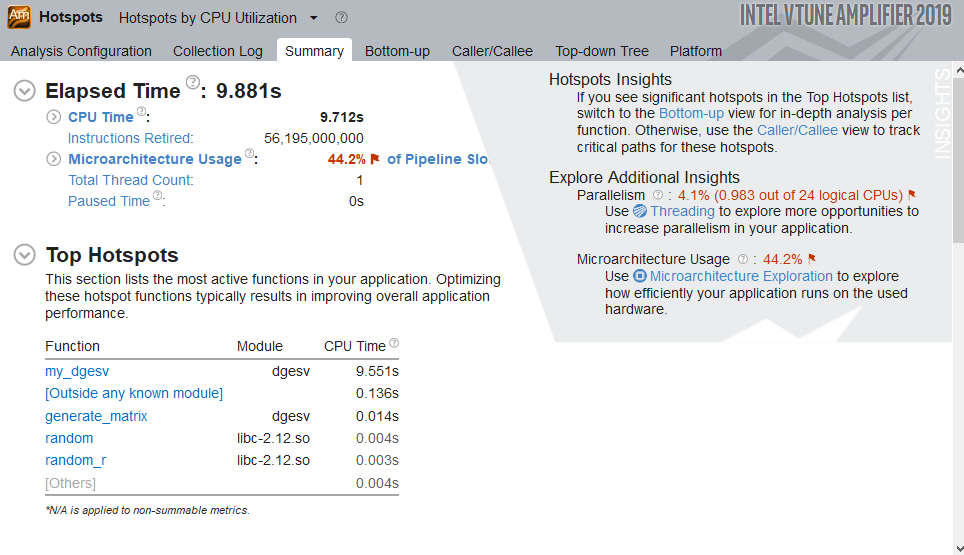 Am Hotspots Hotspots by CPU Utilization ?
INTEL VTUNE AMPLIFIER 2019
Analysis Configuration Collection Log Summary Bottom-up Caller/Callee Top-down Tree Platform
Elapsed Time ?: 9.881s
CPU Time ?: 9.712s
Instructions Retired: 56,195,000,000
Microarchitecture Usage ?: 44.2% of Pipeline Slo
Total Thread Count: 1
Paused Time ?: 0s
Top Hotspots
This section lists the most active functions in your application. Optimizing
these hotspot functions typically results in improving overall application
performance.
Function Module CPU Time ?
my_dgesv dgesv 9.551s
[Outside any known module] 0.136s
generate_matrix dgesv 0.014s
random libc-2.12.so 0.004s
random_r libc-2.12.so 0.003s
[Others] 0.004s
*N/A is applied to non-summable metrics.
Hotspots Insights
If you see significant hotspots in the Top Hotspots list,
switch to the Bottom-up view for in-depth analysis per
function. Otherwise, use the Caller/Callee view to track
critical paths for these hotspots.
Explore Additional Insights
Parallelism ? : 4.1% (0.983 out of 24 logical CPUs)
Use Threading to explore more opportunities to
increase parallelism in your application.
Microarchitecture Usage ? : 44.2%
Use Microarchitecture Exploration to explore
how efficiently your application runs on the used
hardware.
INSIGHTS